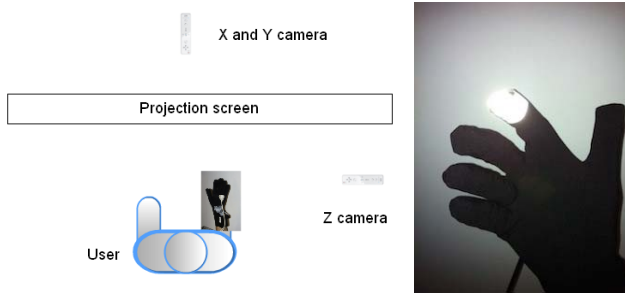 X and Y camera
Projection screen
Z camera
User